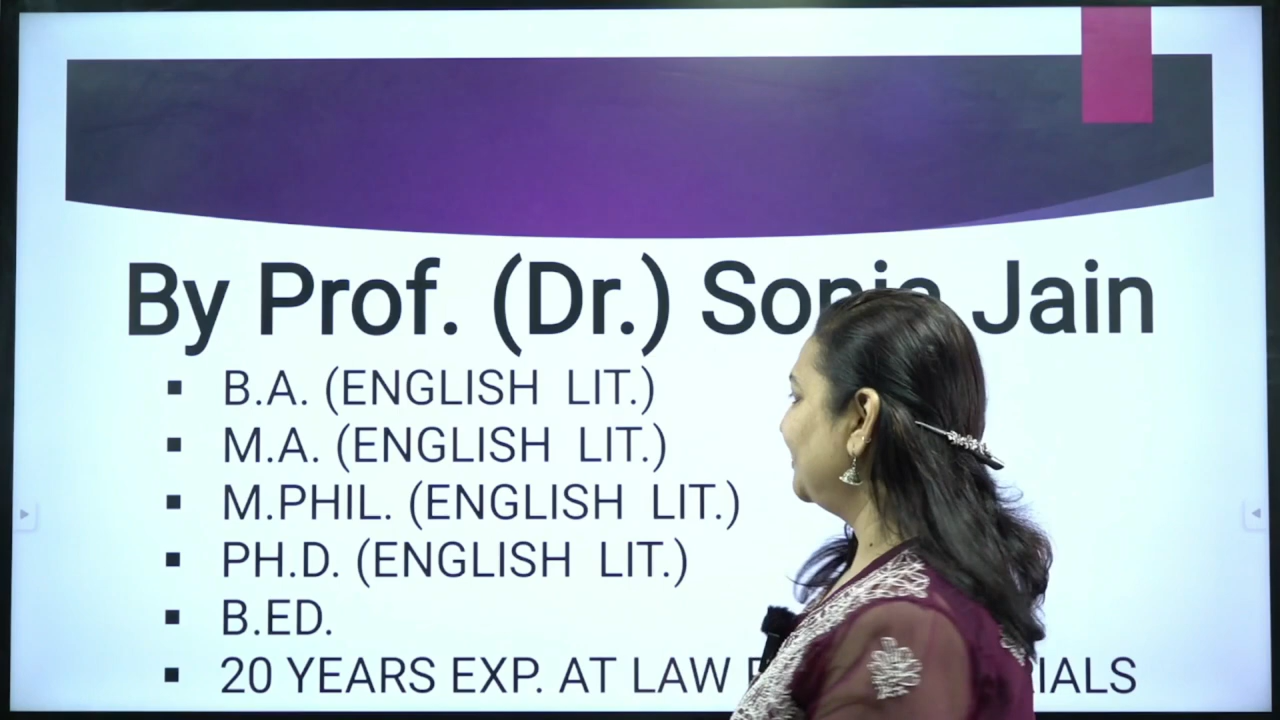 By Prof. (Dr.) Jain
B.A. (ENGLISH LIT.)
M.A. (ENGLISH LIT.)
M.PHIL. (ENGLISH LIT.)
PH.D. (ENGLISH LIT.)
B.ED.
20 YEARS EXP. AT LAW